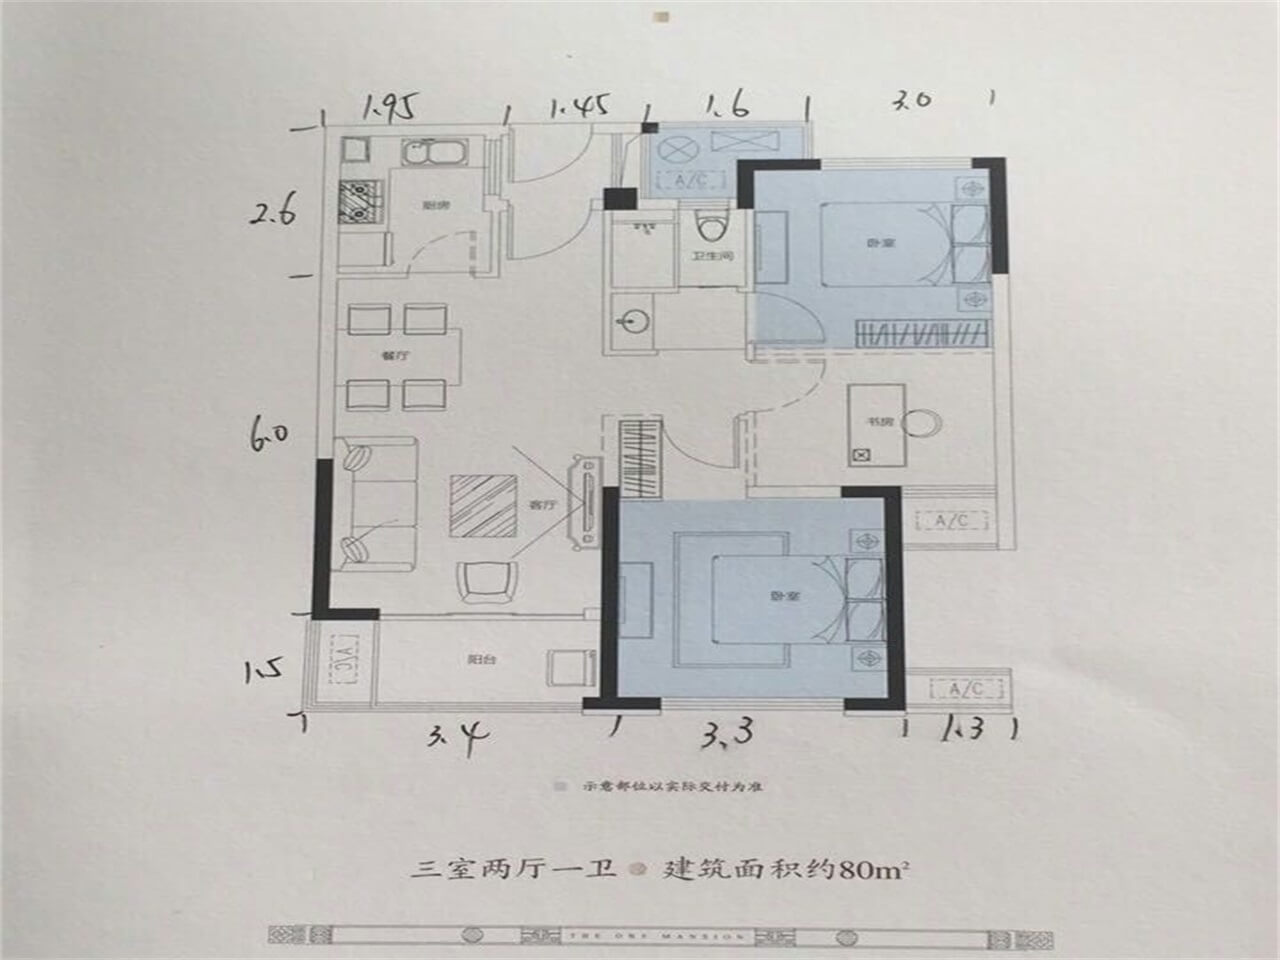 1.95 1.45 1.6 3.0
A/C
2.6
厨房
卫生间
卧室
餐厅
书房
6.0
客厅
A/C
卧室
A/C
阳台
1.5
A/C
3.4 3.3 1.3
示意部位以实际交付为准
三室两厅一卫 建筑面积约80m²
THE ONE MANSION